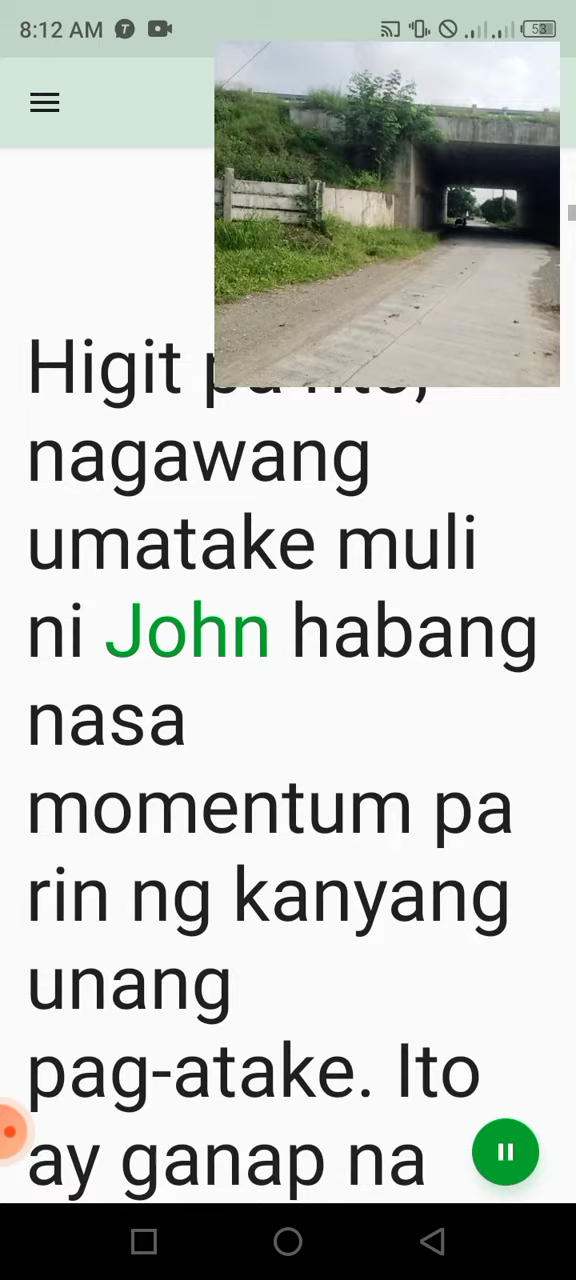 8:12 AM
53
Higit
nagawang
umatake muli
ni John habang
nasa
momentum pa
rin ng kanyang
unang
pag-atake. Ito
ay ganap na